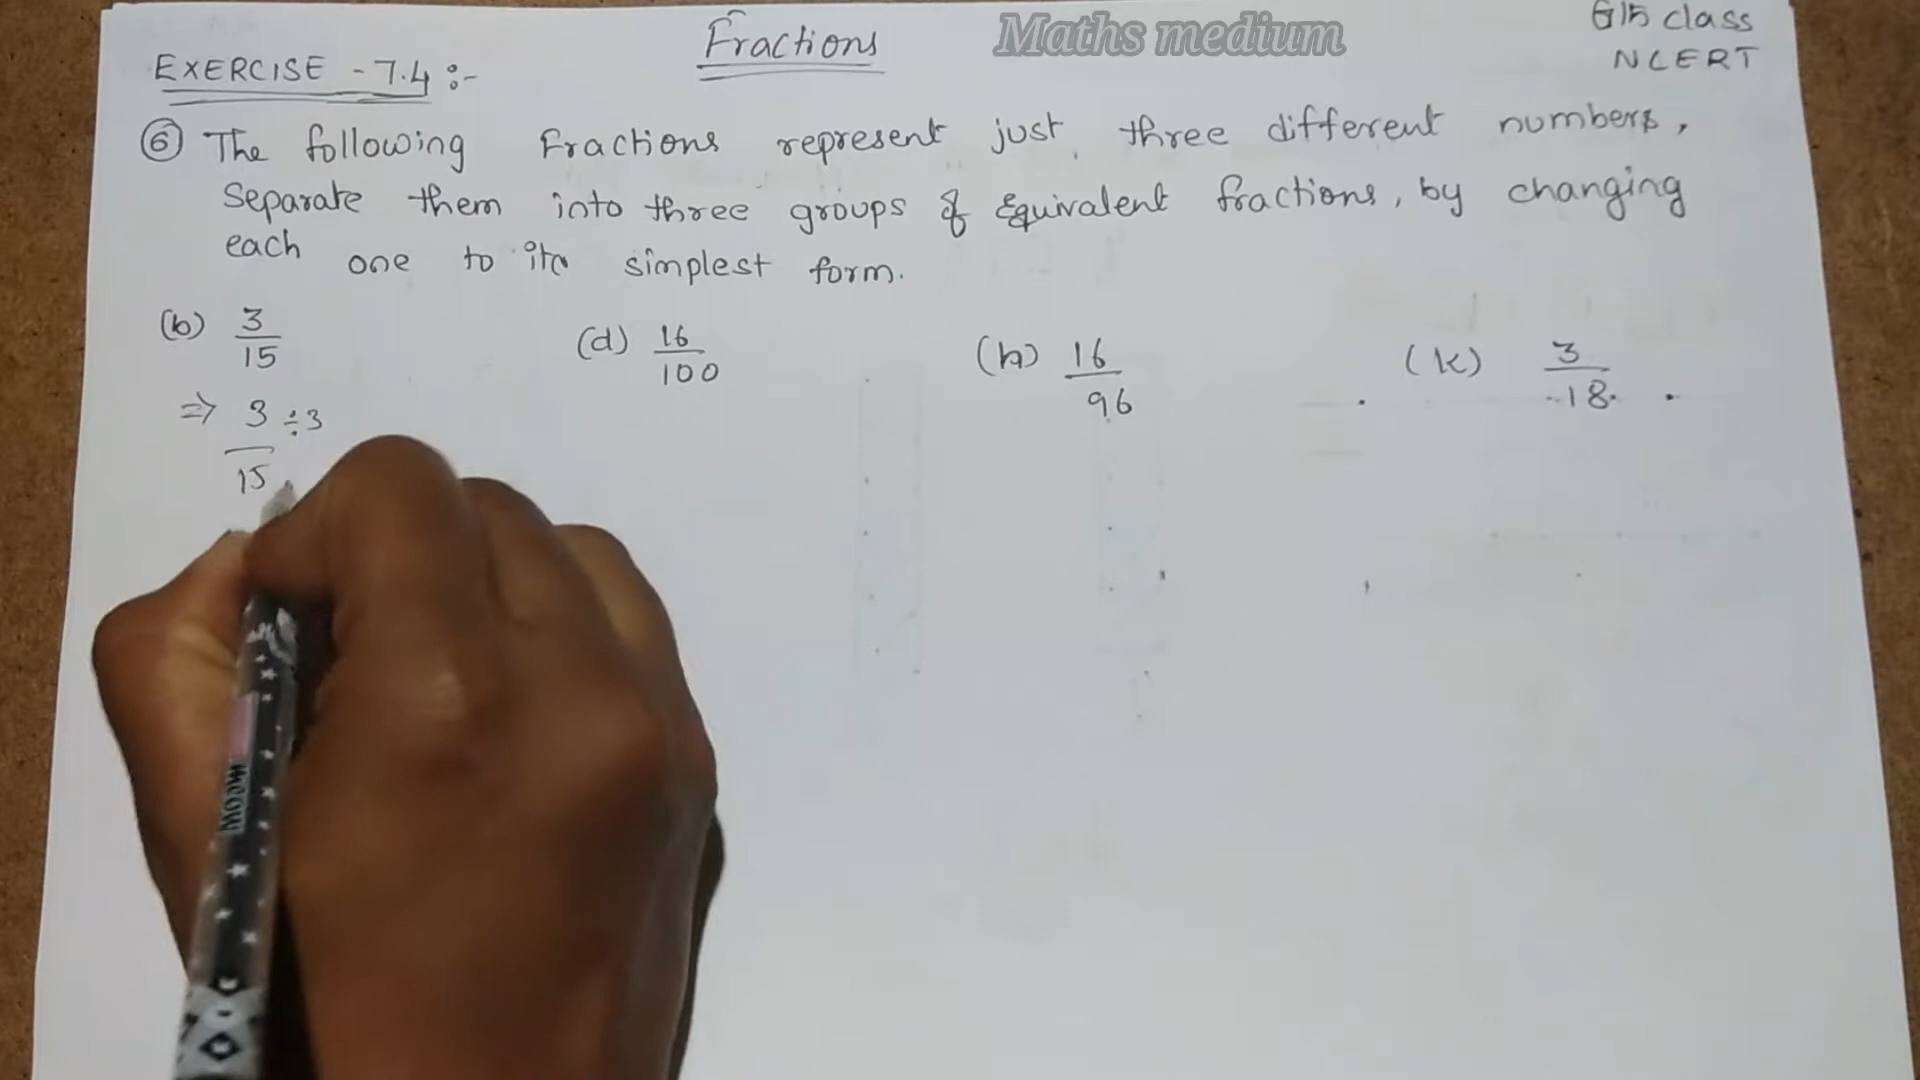 Fractions
Maths medium
6th class
NCERT
EXERCISE - 7.4 :-
⑥ The following Fractions represent just three different numbers,
Separate them into three groups of Equivalent fractions, by changing
each one to its simplest form.
(b) 3/15
(d) 16/100
(h) 16/96
(k) 3/18.
⇒ 3 ÷3
15
meow